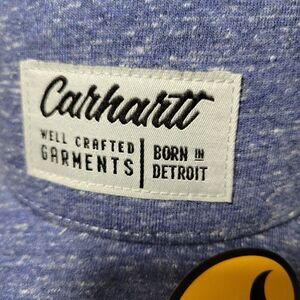 Carhartt
WELL CRAFTED
GARMENTS
BORN IN
DETROIT